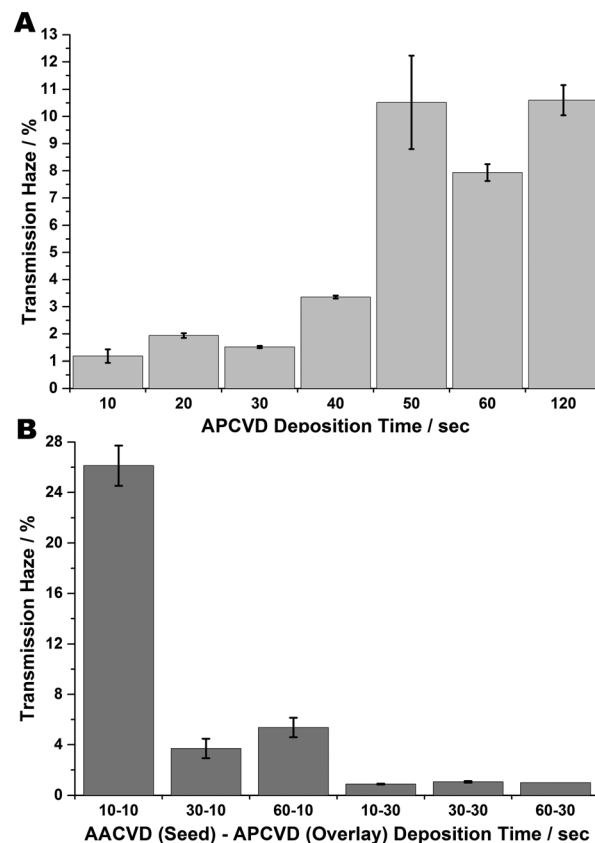 A
13
12
11
10
9
8
7
6
5
4
3
2
1
0
Transmission Haze / %
10 20 30 40 50 60 120
APCVD Deposition Time / sec
B
28
24
20
16
12
8
4
0
Transmission Haze / %
10-10 30-10 60-10 10-30 30-30 60-30
AACVD (Seed) - APCVD (Overlay) Deposition Time / sec